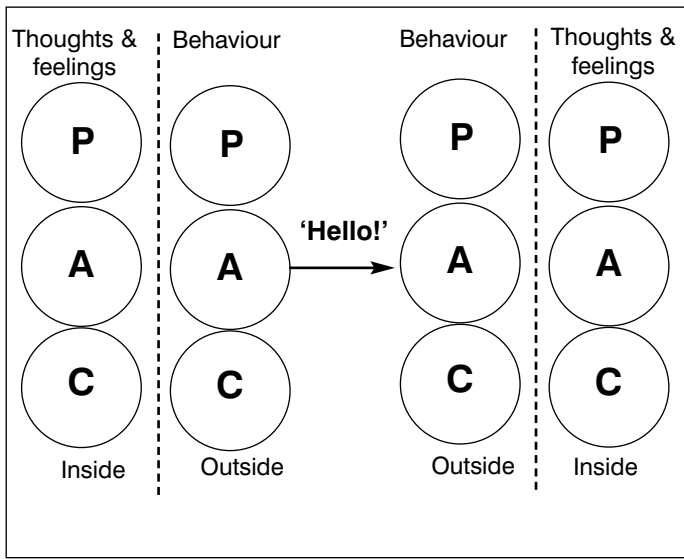 Thoughts &
feelings
Behaviour
Behaviour
Thoughts &
feelings
P
P
P
P
‘Hello!’
A
A
A
A
C
C
C
C
Inside
Outside
Outside
Inside